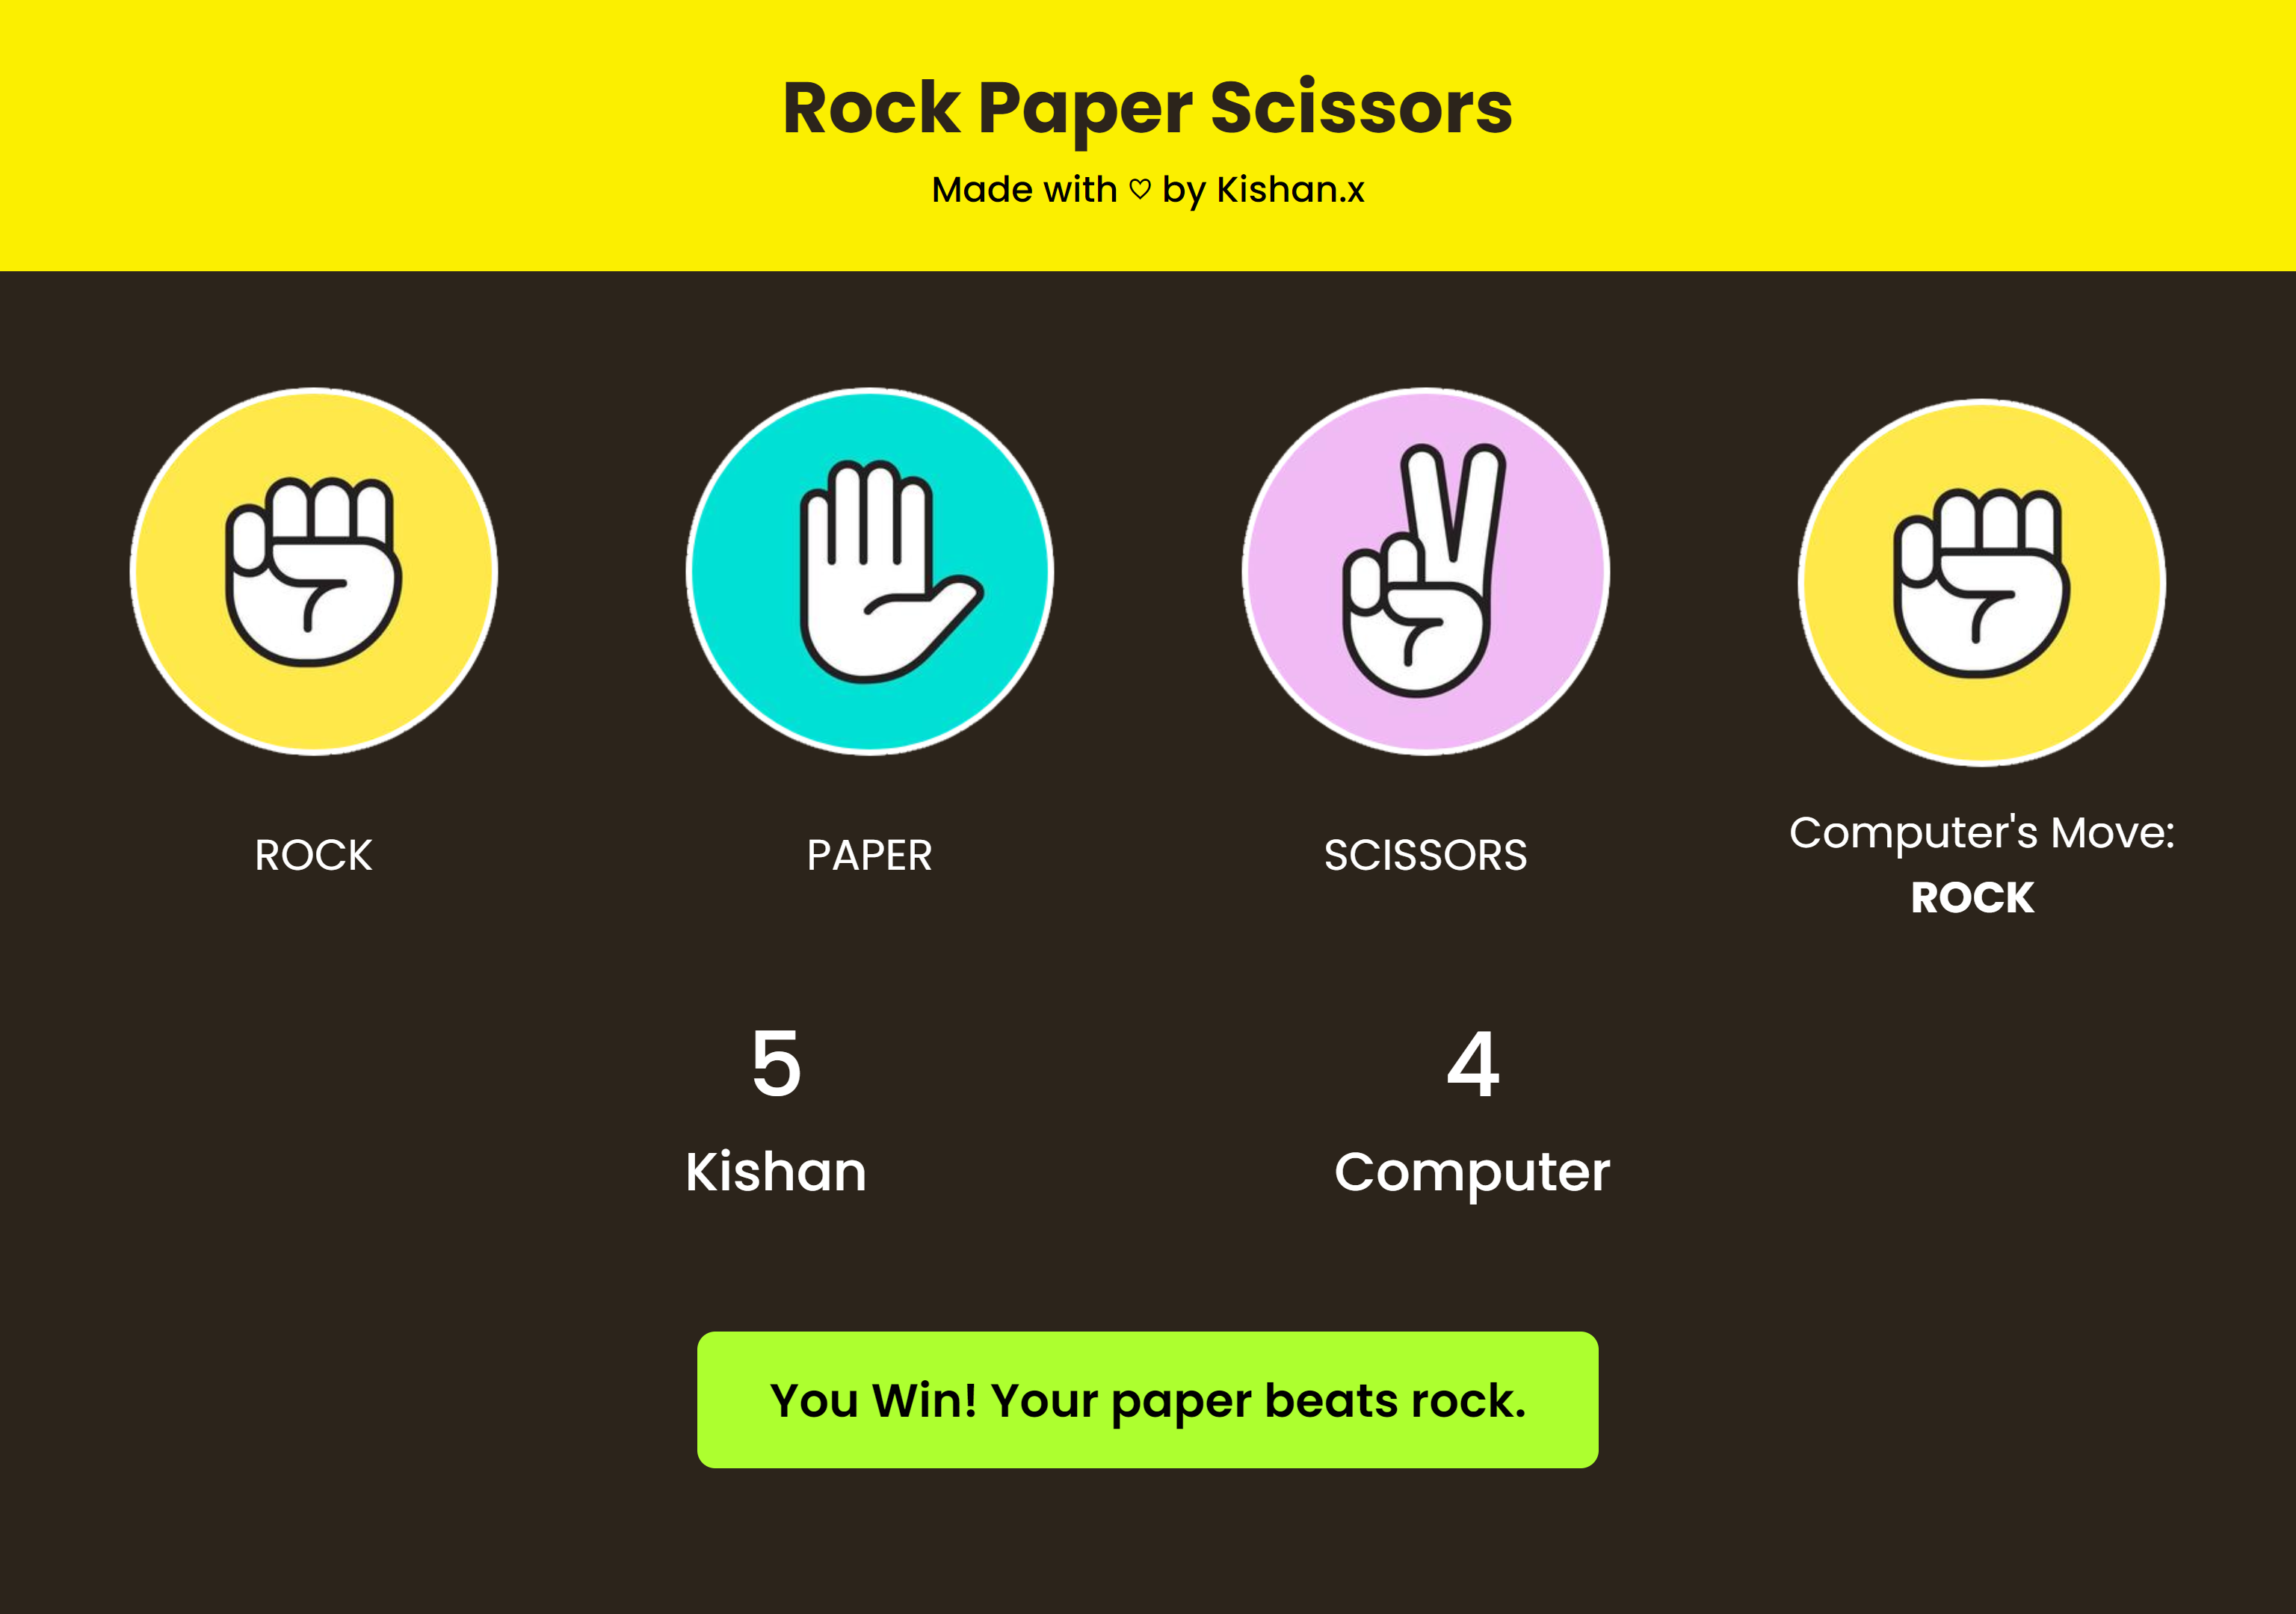 Rock Paper Scissors
Made with ♡ by Kishan.x
ROCK
PAPER
SCISSORS
Computer's Move:
ROCK
5
Kishan
4
Computer
You Win! Your paper beats rock.